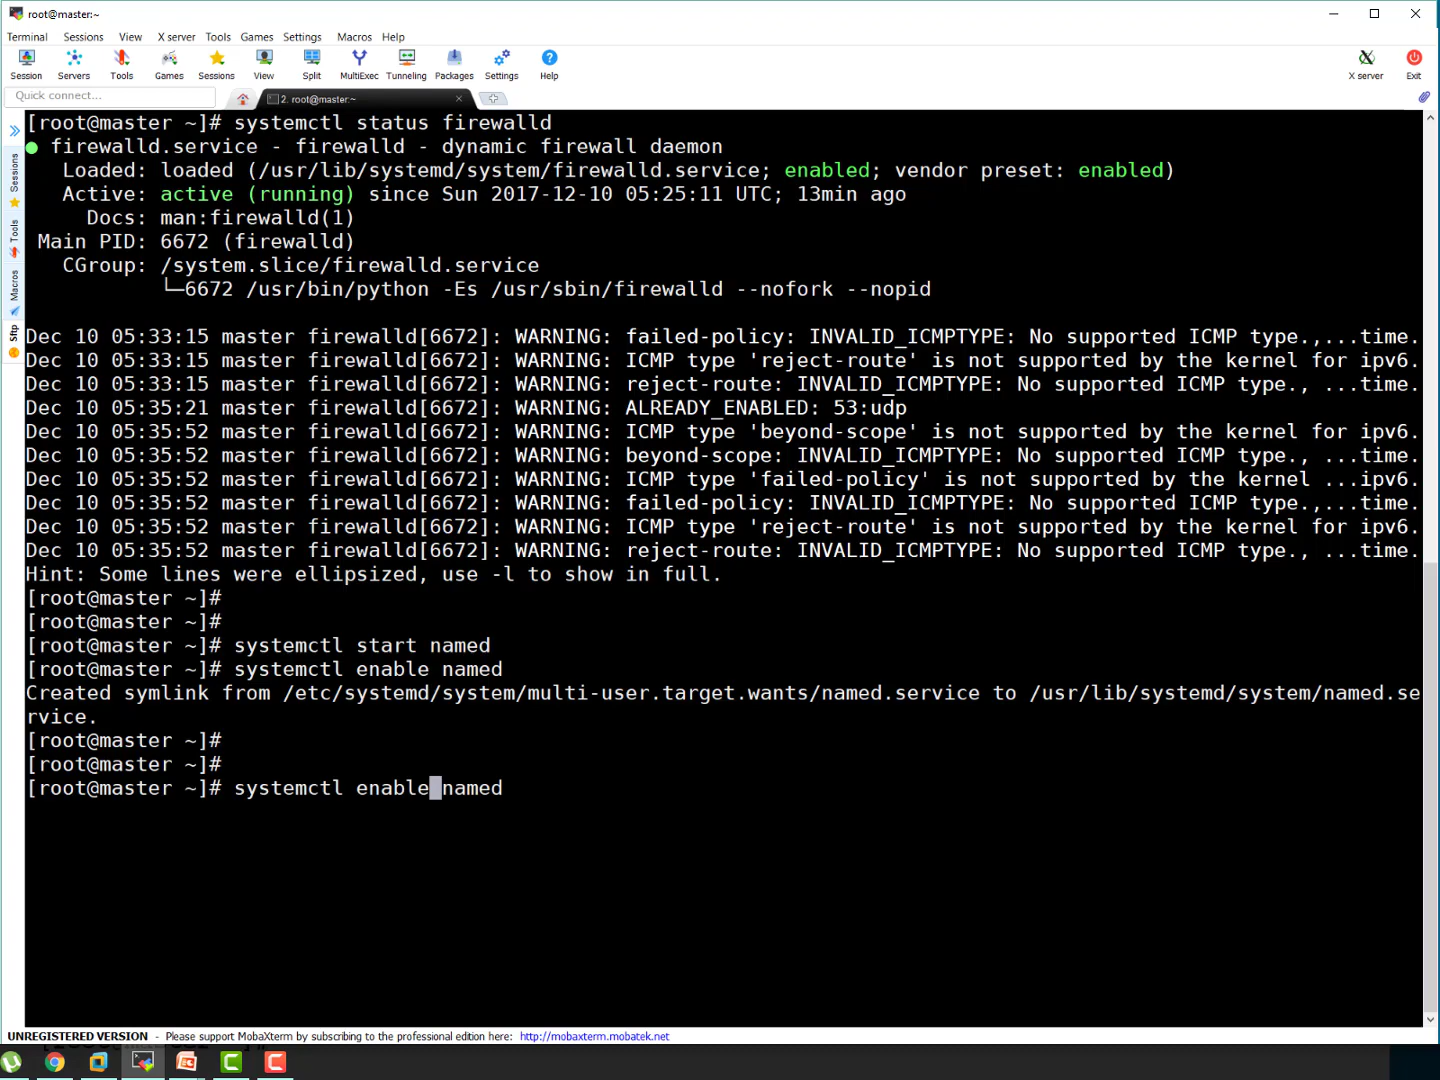 root@master:~
Terminal Sessions View X server Tools Games Settings Macros Help
Session Servers Tools Games Sessions View Split MultiExec Tunneling Packages Settings Help X server Exit
Quick connect...
2. root@master:~
Sessions
Tools
Macros
Sftp
[root@master ~]# systemctl status firewalld
● firewalld.service - firewalld - dynamic firewall daemon
Loaded: loaded (/usr/lib/systemd/system/firewalld.service; enabled; vendor preset: enabled)
Active: active (running) since Sun 2017-12-10 05:25:11 UTC; 13min ago
Docs: man:firewalld(1)
Main PID: 6672 (firewalld)
CGroup: /system.slice/firewalld.service
└─6672 /usr/bin/python -Es /usr/sbin/firewalld --nofork --nopid
Dec 10 05:33:15 master firewalld[6672]: WARNING: failed-policy: INVALID_ICMPTYPE: No supported ICMP type.,...time.
Dec 10 05:33:15 master firewalld[6672]: WARNING: ICMP type 'reject-route' is not supported by the kernel for ipv6.
Dec 10 05:33:15 master firewalld[6672]: WARNING: reject-route: INVALID_ICMPTYPE: No supported ICMP type., ...time.
Dec 10 05:35:21 master firewalld[6672]: WARNING: ALREADY_ENABLED: 53:udp
Dec 10 05:35:52 master firewalld[6672]: WARNING: ICMP type 'beyond-scope' is not supported by the kernel for ipv6.
Dec 10 05:35:52 master firewalld[6672]: WARNING: beyond-scope: INVALID_ICMPTYPE: No supported ICMP type., ...time.
Dec 10 05:35:52 master firewalld[6672]: WARNING: ICMP type 'failed-policy' is not supported by the kernel ...ipv6.
Dec 10 05:35:52 master firewalld[6672]: WARNING: failed-policy: INVALID_ICMPTYPE: No supported ICMP type.,...time.
Dec 10 05:35:52 master firewalld[6672]: WARNING: ICMP type 'reject-route' is not supported by the kernel for ipv6.
Dec 10 05:35:52 master firewalld[6672]: WARNING: reject-route: INVALID_ICMPTYPE: No supported ICMP type., ...time.
Hint: Some lines were ellipsized, use -l to show in full.
[root@master ~]#
[root@master ~]#
[root@master ~]# systemctl start named
[root@master ~]# systemctl enable named
Created symlink from /etc/systemd/system/multi-user.target.wants/named.service to /usr/lib/systemd/system/named.se
rvice.
[root@master ~]#
[root@master ~]#
[root@master ~]# systemctl enable named
UNREGISTERED VERSION - Please support MobaXterm by subscribing to the professional edition here: http://mobaxterm.mobatek.net